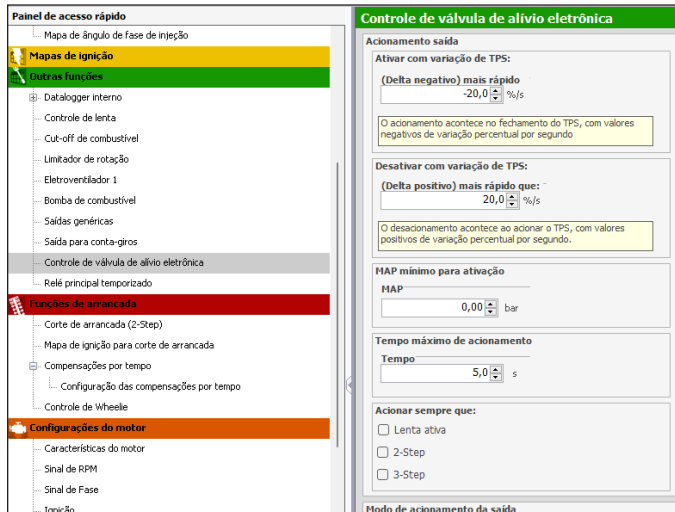 Painel de acesso rápido
Mapa de ângulo de fase de injeção
Mapas de ignição
Outras funções
Datalogger interno
Controle de lenta
Cut-off de combustível
Limitador de rotação
Eletroventilador 1
Bomba de combustível
Saídas genéricas
Saída para conta-giros
Controle de válvula de alívio eletrônica
Relé principal temporizado
Funções de arrancada
Corte de arrancada (2-Step)
Mapa de ignição para corte de arrancada
Compensações por tempo
Configuração das compensações por tempo
Controle de Wheelie
Configurações do motor
Características do motor
Sinal de RPM
Sinal de Fase
Ignição
Controle de válvula de alívio eletrônica
Acionamento saída
Ativar com variação de TPS:
(Delta negativo) mais rápido
-20,0 %/s
O acionamento acontece no fechamento do TPS, com valores
negativos de variação percentual por segundo
Desativar com variação de TPS:
(Delta positivo) mais rápido que:
20,0 %/s
O desacionamento acontece ao acionar o TPS, com valores
positivos de variação percentual por segundo.
MAP mínimo para ativação
MAP
0,00 bar
Tempo máximo de acionamento
Tempo
5,0 s
Acionar sempre que:
Lenta ativa
2-Step
3-Step
Modo de acionamento da saída